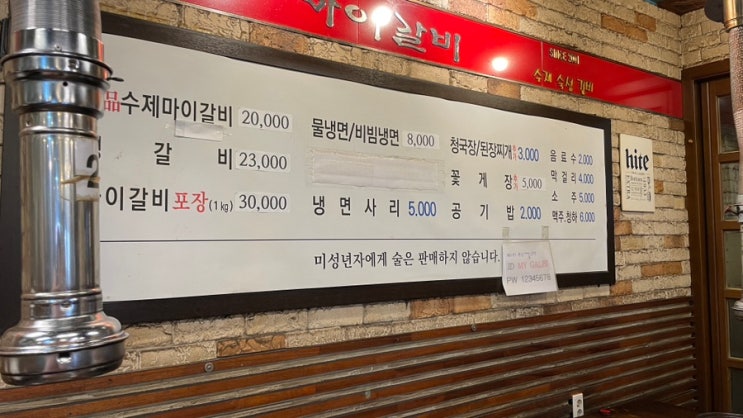 마이갈비
SINCE 2001
수제 숙성 갈비
品수제마이갈비 20,000
갈비 23,000
이갈비 포장(1kg) 30,000
물냉면/비빔냉면 8,000
냉면사리 5,000
청국장/된장찌개 3,000
꽃게장 5,000
공기밥 2,000
음료수 2,000
막걸리 4,000
소주 5,000
맥주.청하 6,000
미성년자에게 술은 판매하지 않습니다.
ID MY GALBI
PW 12345678
hite